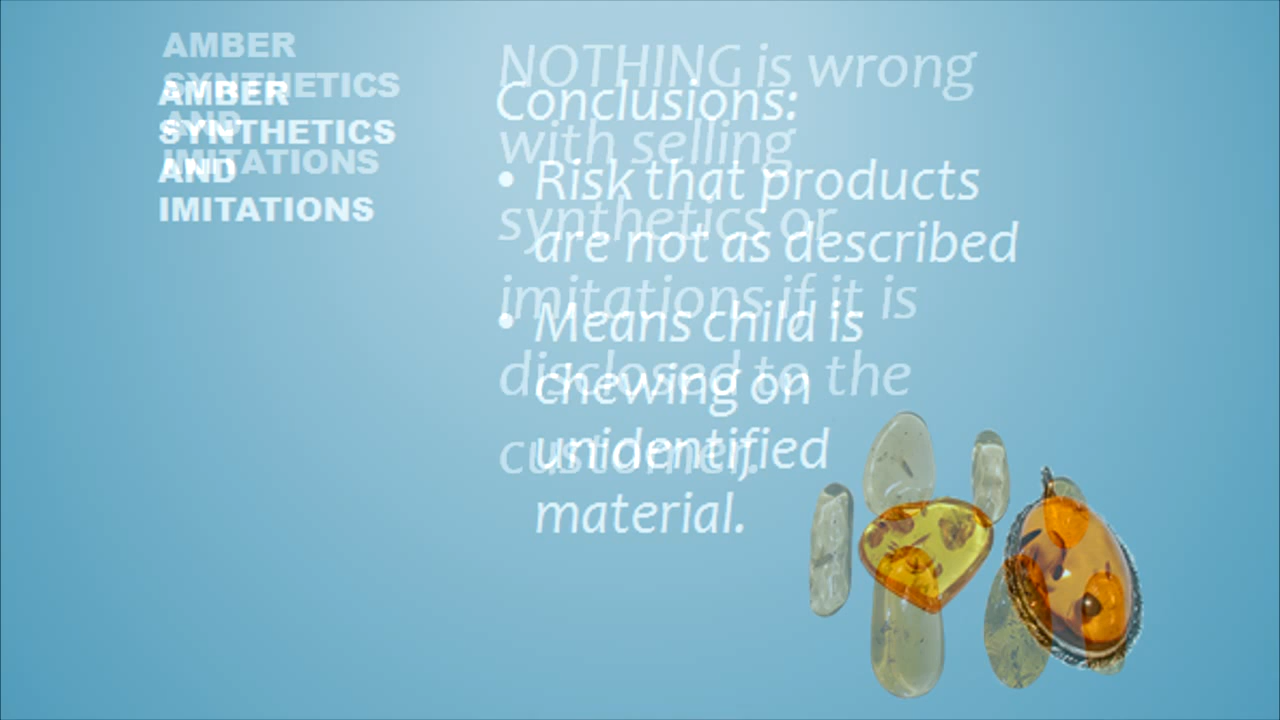 AMBER
SYNTHETICS
AND
IMITATIONS
AMBER
SYNTHETICS
AND
IMITATIONS
NOTHING is wrong
with selling
synthetics or
imitations if it is
disclosed to the
customer.
Conclusions:
• Risk that products
are not as described
• Means child is
chewing on
unidentified
material.